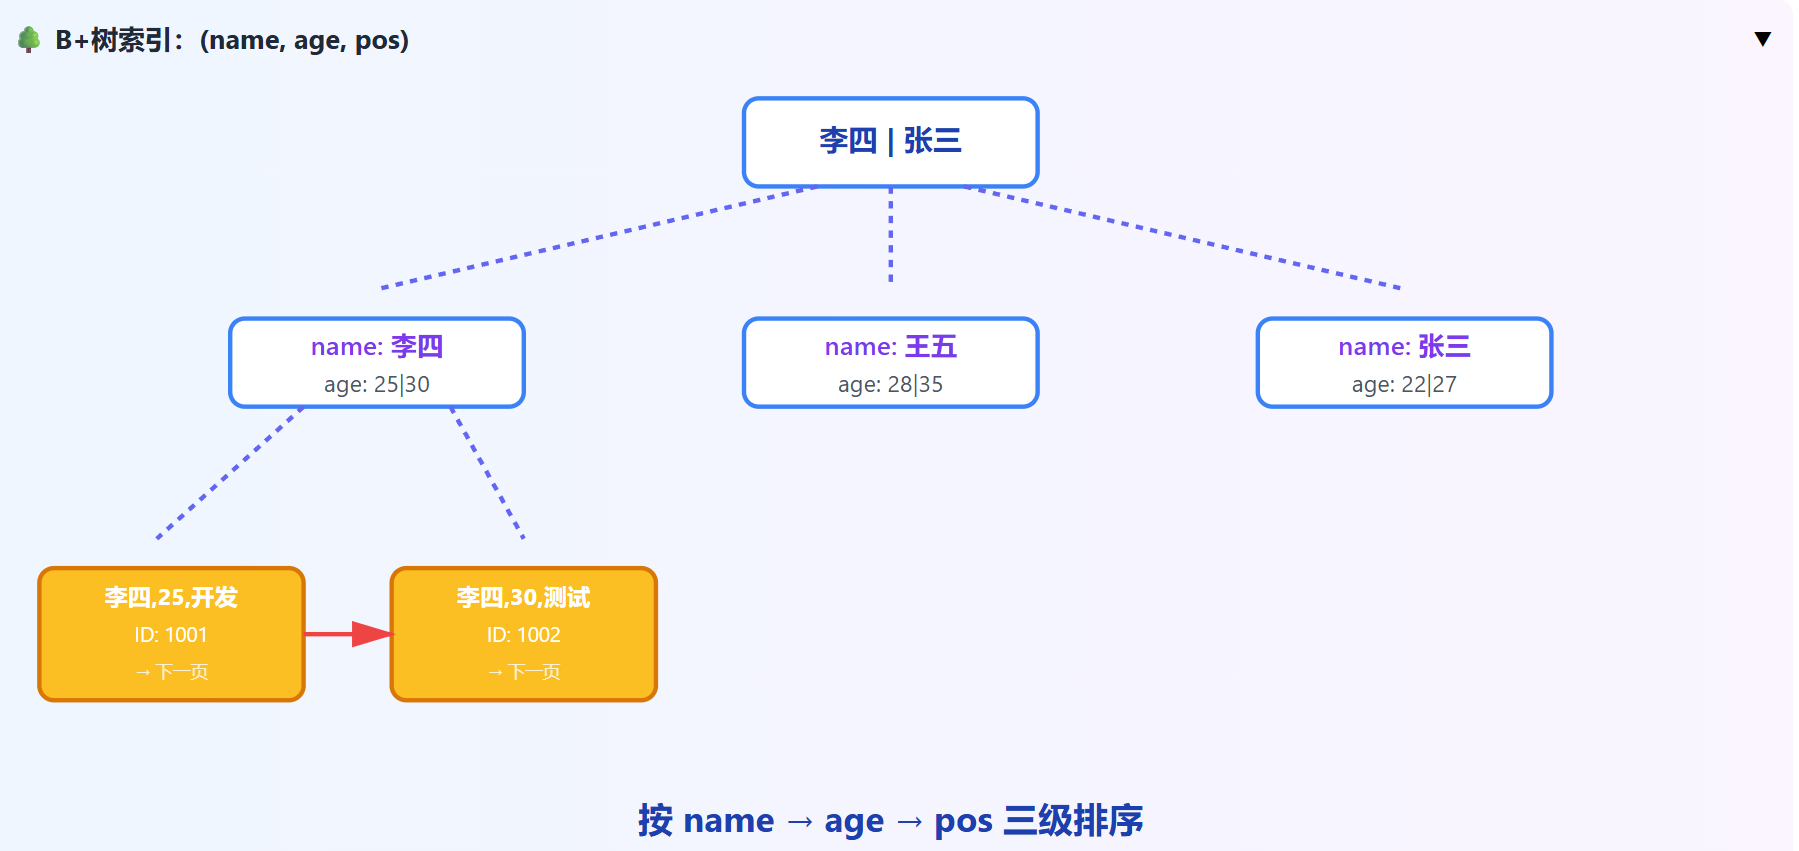 B+树索引：(name, age, pos)
▼
李四 | 张三
name: 李四
age: 25|30
name: 王五
age: 28|35
name: 张三
age: 22|27
李四,25,开发
ID: 1001
→ 下一页
李四,30,测试
ID: 1002
→ 下一页
按 name → age → pos 三级排序